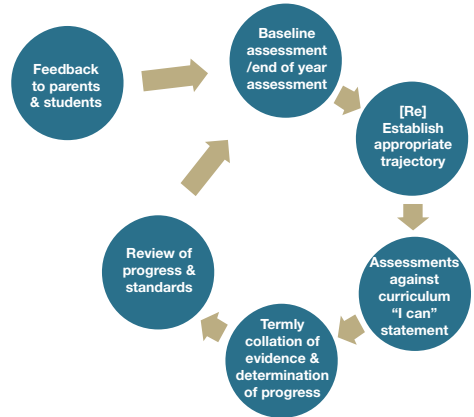 Feedback
to parents
& students
Baseline
assessment
/end of year
assessment
[Re]
Establish
appropriate
trajectory
Assessments
against
curriculum
“I can”
statement
Termly
collation of
evidence &
determination
of progress
Review of
progress &
standards